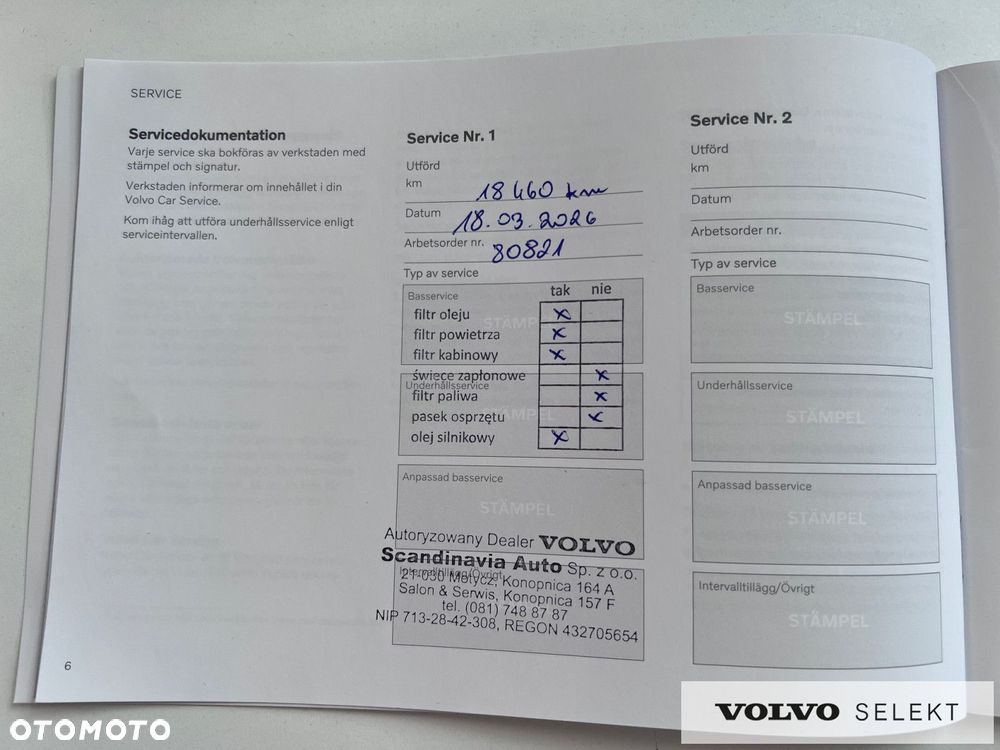 SERVICE
Servicedokumentation
Varje service ska bokföras av verkstaden med
stämpel och signatur.
Verkstaden informerar om innehållet i din
Volvo Car Service.
Kom ihåg att utföra underhållsservice enligt
serviceintervallen.
Service Nr. 1
Utförd
km 18 460 km
Datum 18.03.2026
Arbetsorder nr. 80821
Typ av service
Basservice
STÄMPEL
tak nie
filtr oleju x
filtr powietrza x
filtr kabinowy x
świece zapłonowe x
Underhållsservice
STÄMPEL
filtr paliwa x
pasek osprzętu x
olej silnikowy x
Anpassad basservice
STÄMPEL
Autoryzowany Dealer VOLVO
Scandinavia Auto Sp. z o.o.
Intervalltillägg/Övrigt
21-030 Motycz, Konopnica 164 A
Salon & Serwis, Konopnica 157 F
tel. (081) 748 87 87
NIP 713-28-42-308, REGON 432705654
Service Nr. 2
Utförd
km
Datum
Arbetsorder nr.
Typ av service
Basservice
STÄMPEL
Underhållsservice
STÄMPEL
Anpassad basservice
STÄMPEL
Intervalltillägg/Övrigt
STÄMPEL
6
OTOMOTO
VOLVO SELEKT